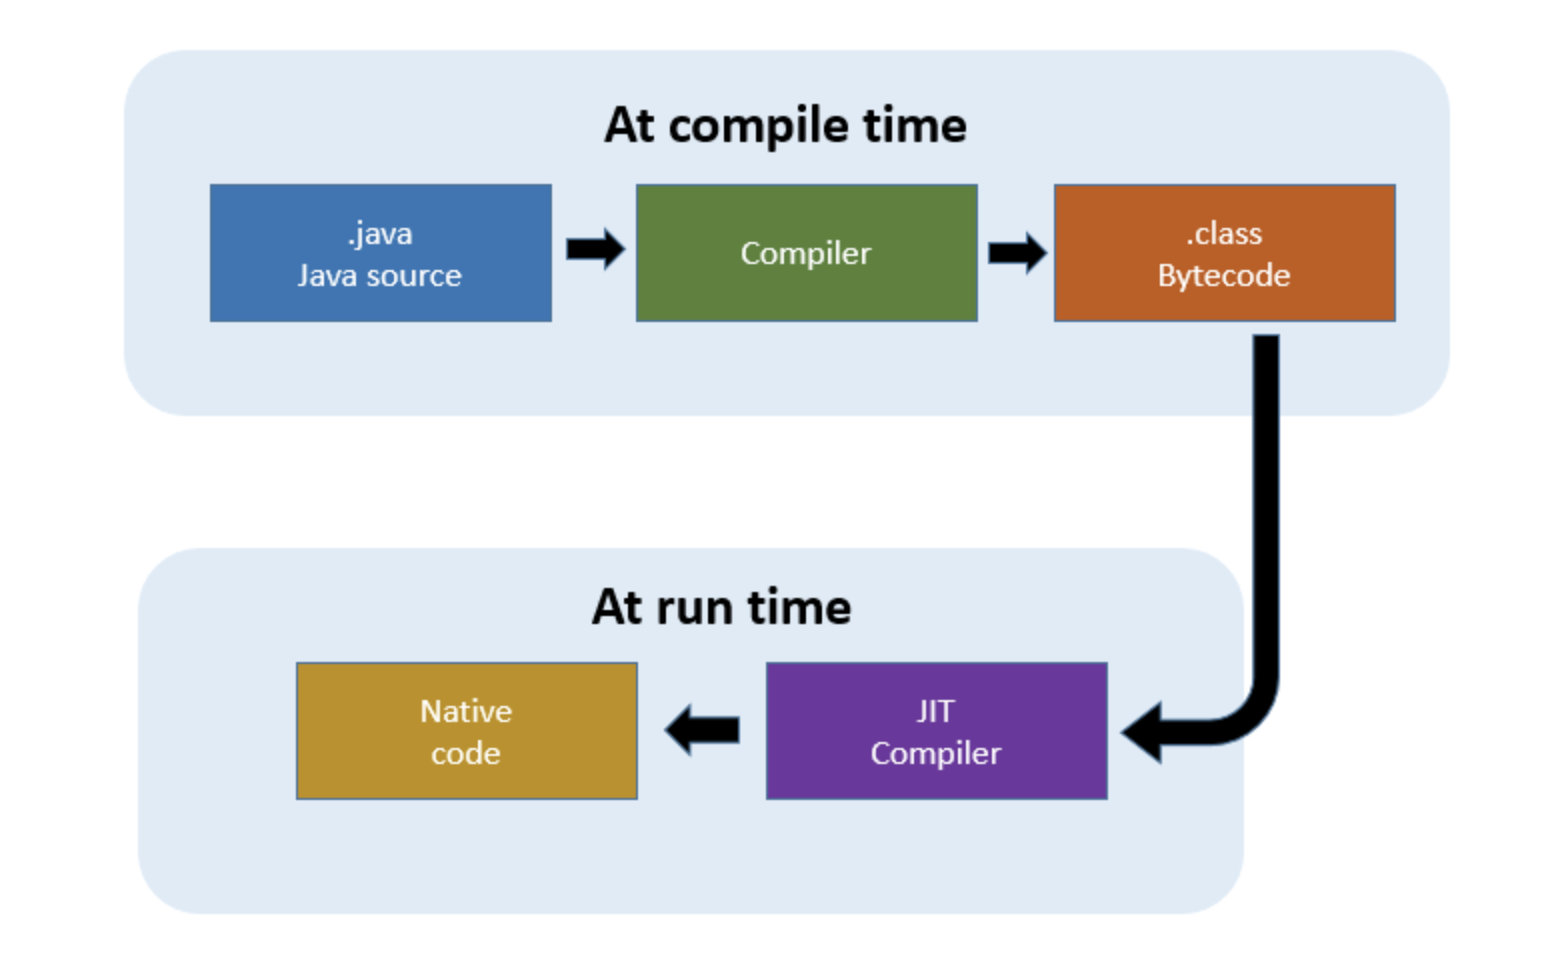 At compile time
.java
Java source
Compiler
.class
Bytecode
At run time
Native
code
JIT
Compiler